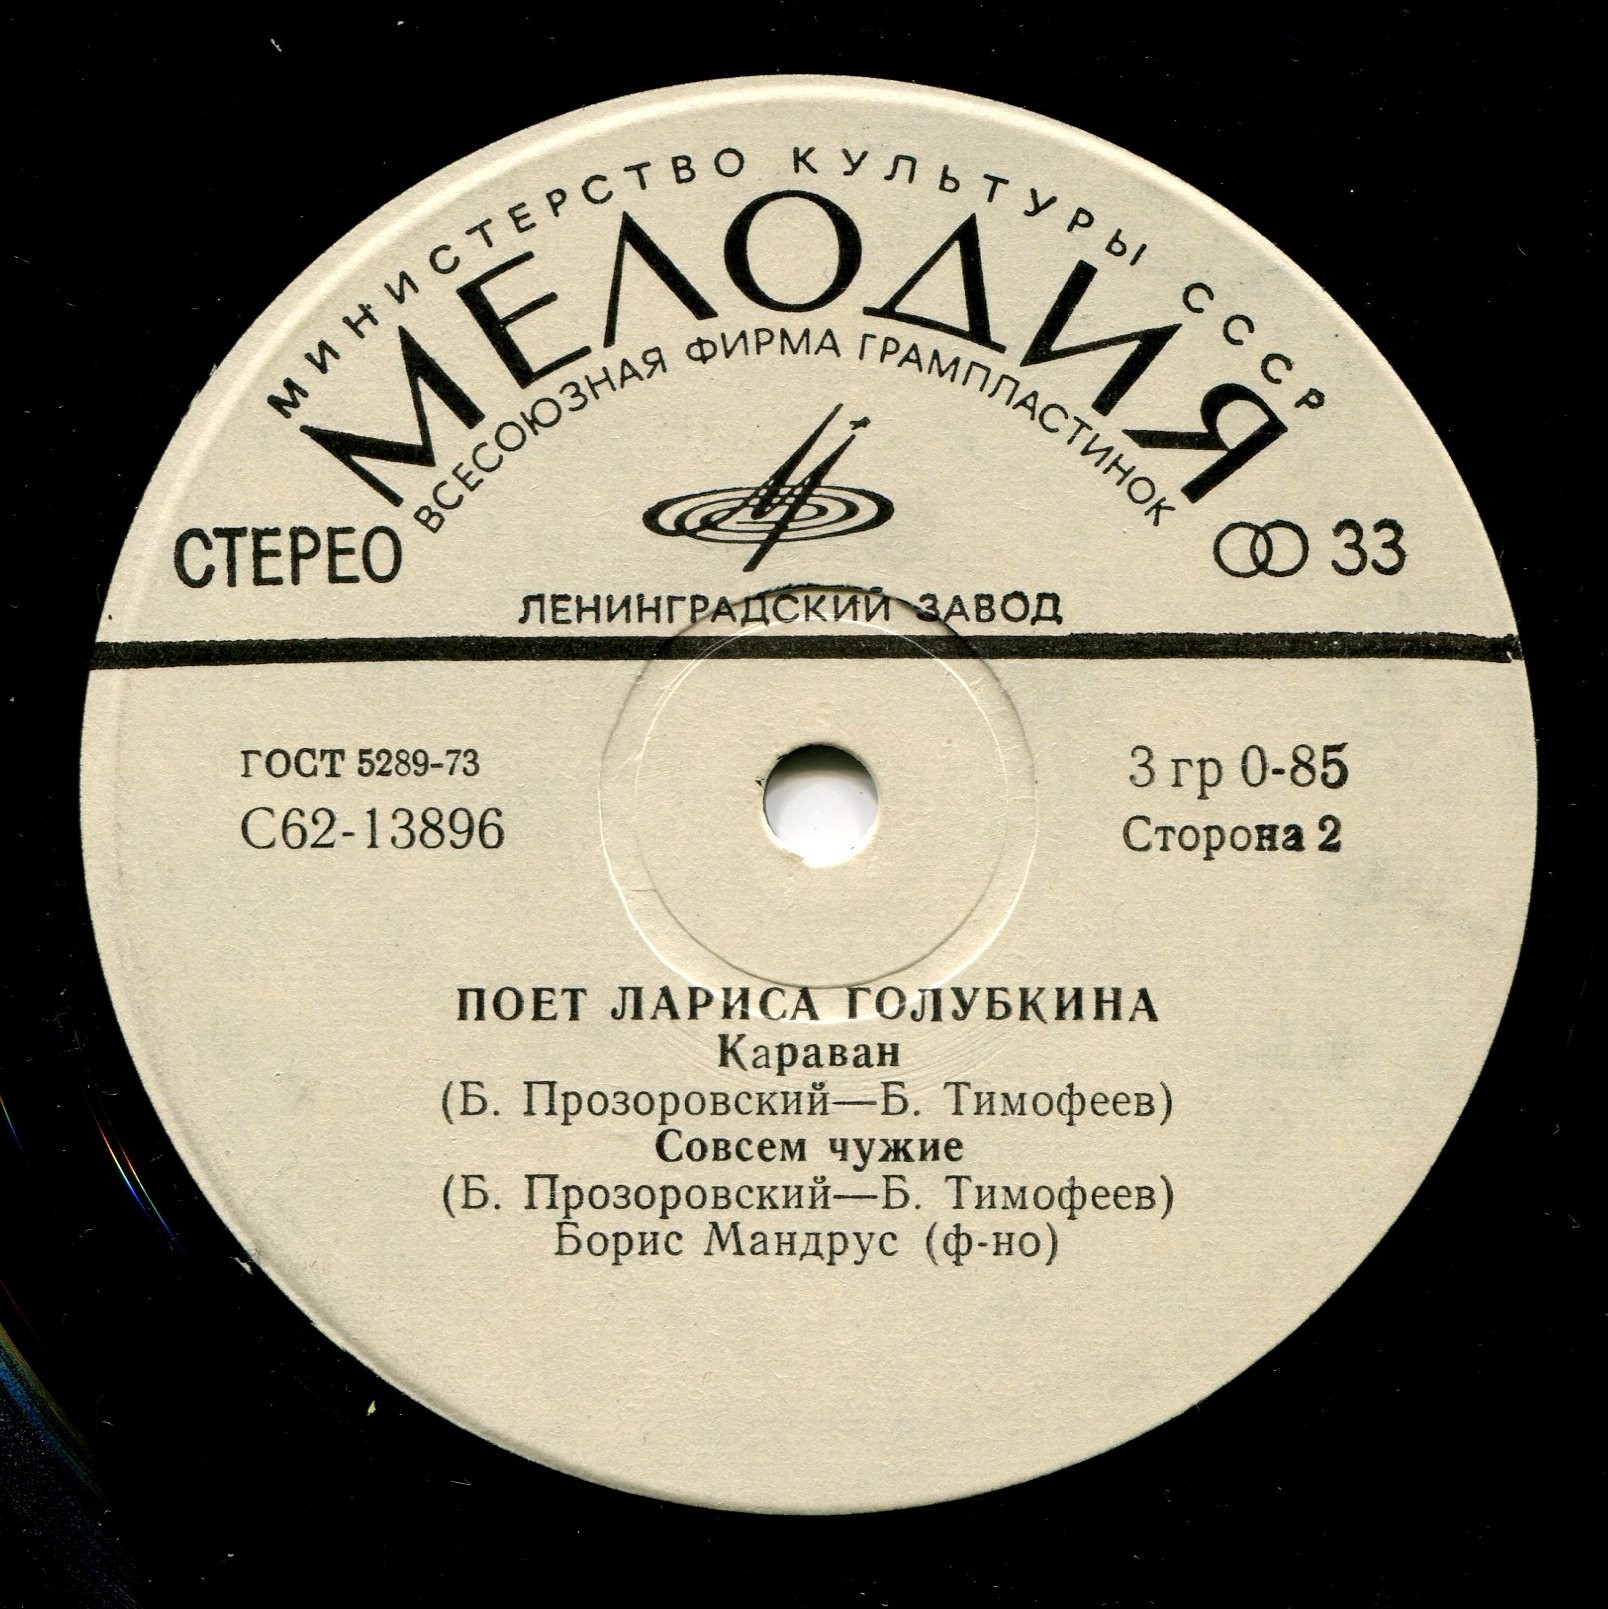 МИНИСТЕРСТВО КУЛЬТУРЫ СССР
МЕЛОДИЯ
ВСЕСОЮЗНАЯ ФИРМА ГРАМПЛАСТИНОК
СТЕРЕО
33
ЛЕНИНГРАДСКИЙ ЗАВОД
ГОСТ 5289-73
3 гр 0-85
С62-13896
Сторона 2
ПОЕТ ЛАРИСА ГОЛУБКИНА
Караван
(Б. Прозоровский—Б. Тимофеев)
Совсем чужие
(Б. Прозоровский—Б. Тимофеев)
Борис Мандрус (ф-но)